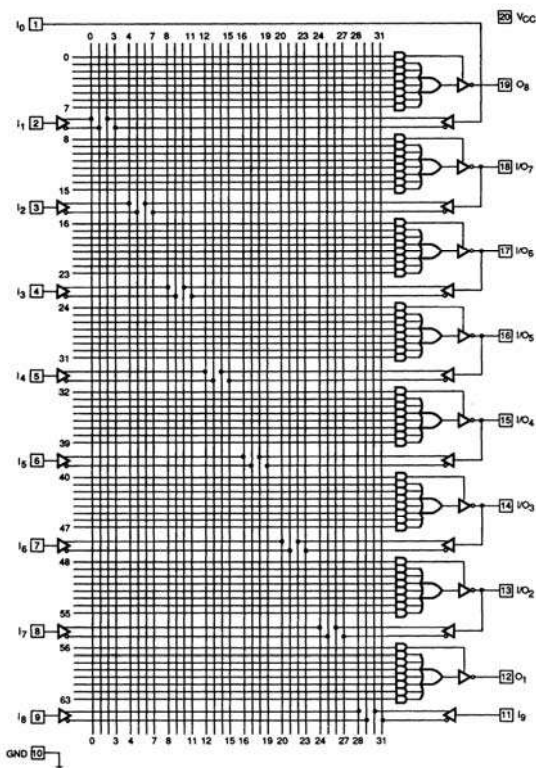 I0 1
20 VCC
0 3 4 7 8 11 12 15 16 19 20 23 24 27 28 31
0
19 O8
7
I1 2
8
18 I/O7
15
I2 3
16
17 I/O6
23
I3 4
24
16 I/O5
31
I4 5
32
15 I/O4
39
I5 6
40
14 I/O3
47
I6 7
48
13 I/O2
55
I7 8
56
12 O1
63
I8 9
11 I9
0 3 4 7 8 11 12 15 16 19 20 23 24 27 28 31
GND 10